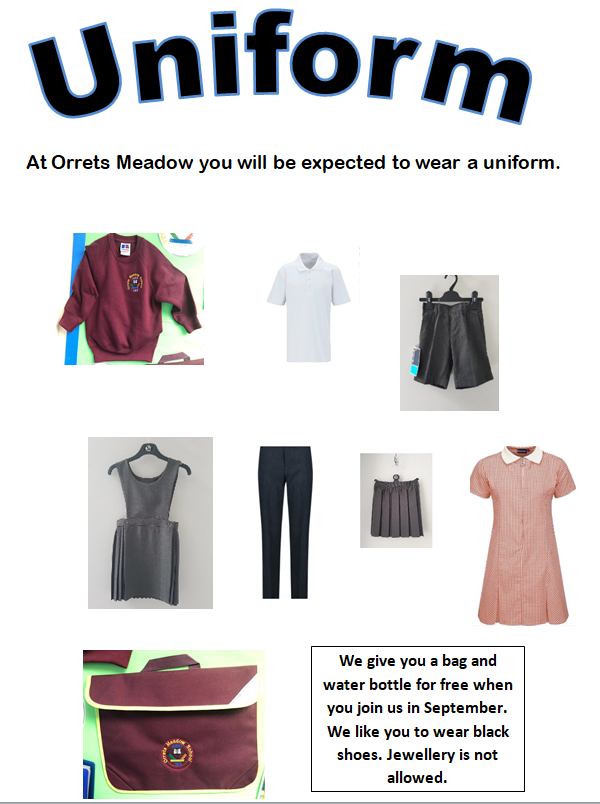 Uniform
At Orrets Meadow you will be expected to wear a uniform.
Orrets Meadow School
We give you a bag and
water bottle for free when
you join us in September.
We like you to wear black
shoes. Jewellery is not
allowed.